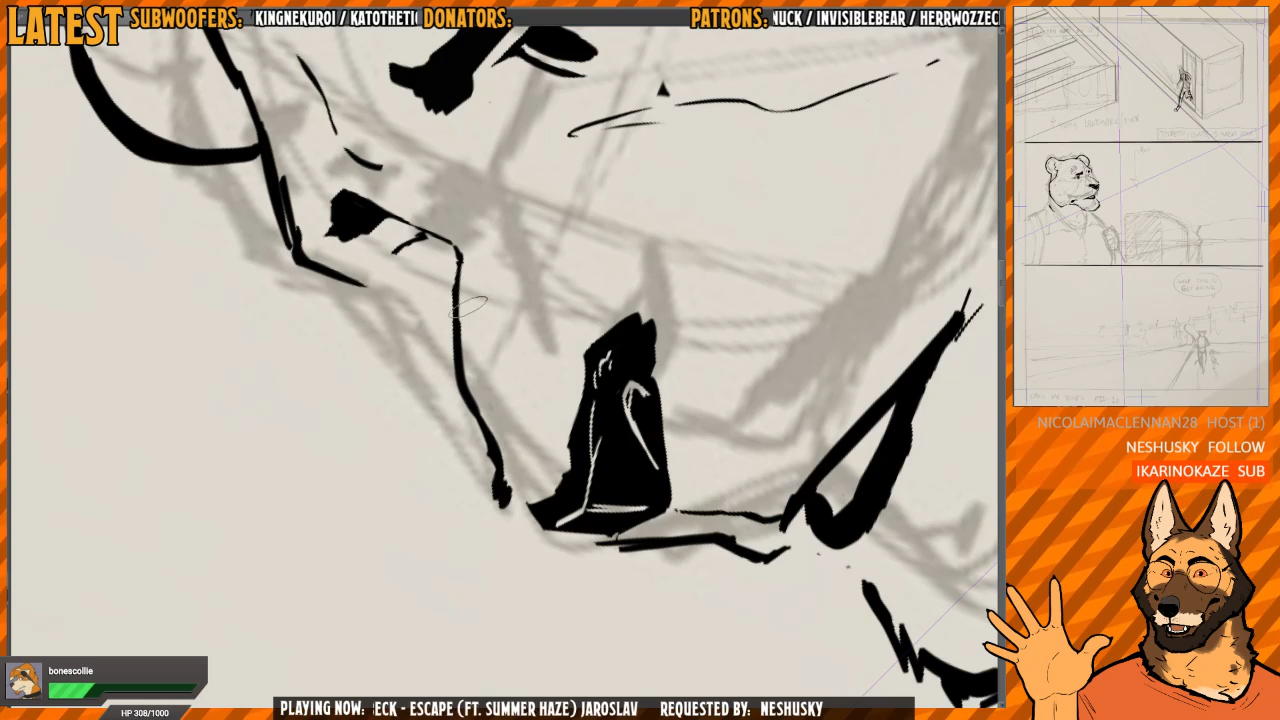 LATEST SUBWOOFERS: KINGNEKUROI / KATOTHETI DONATORS: PATRONS: NUCK / INVISIBLEBEAR / HERRWOZZEC
NICOLAIMACLENNAN28 HOST (1)
NESHUSKY FOLLOW
IKARINOKAZE SUB
bonescollie
HP 308/1000
PLAYING NOW: ECK - ESCAPE (FT. SUMMER HAZE) JAROSLAV REQUESTED BY: NESHUSKY